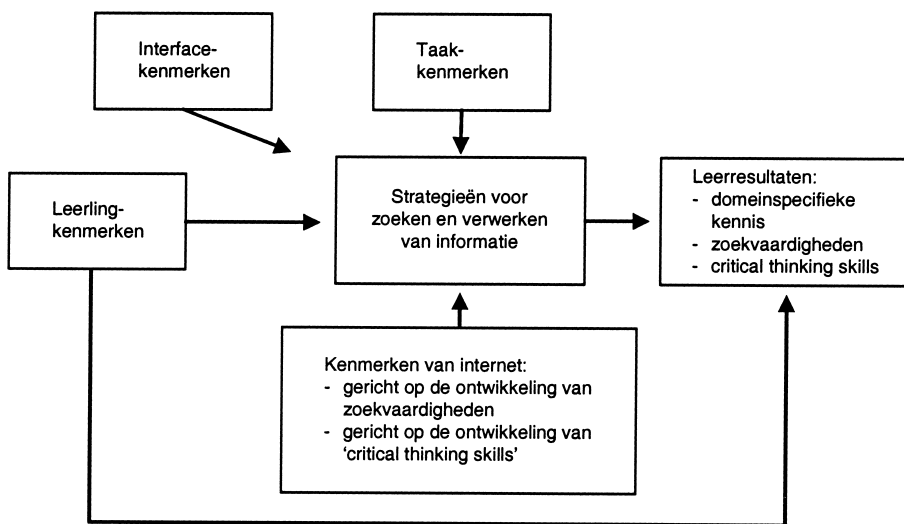 Interface-
kenmerken
Taak-
kenmerken
Leerling-
kenmerken
Strategieën voor
zoeken en verwerken
van informatie
Leerresultaten:
- domeinspecifieke
kennis
- zoekvaardigheden
- critical thinking skills
Kenmerken van internet:
- gericht op de ontwikkeling van
zoekvaardigheden
- gericht op de ontwikkeling van
‘critical thinking skills’